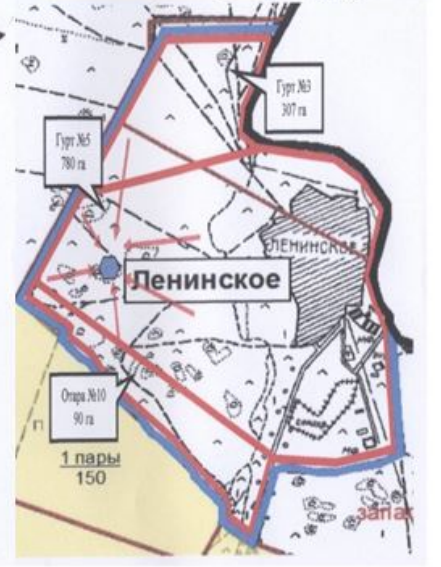 Гурт №3
307 га
Гурт №5
780 га
ЛЕНИНСКОЕ
Ленинское
Отара №10
90 га
П
1 пары
150
запас